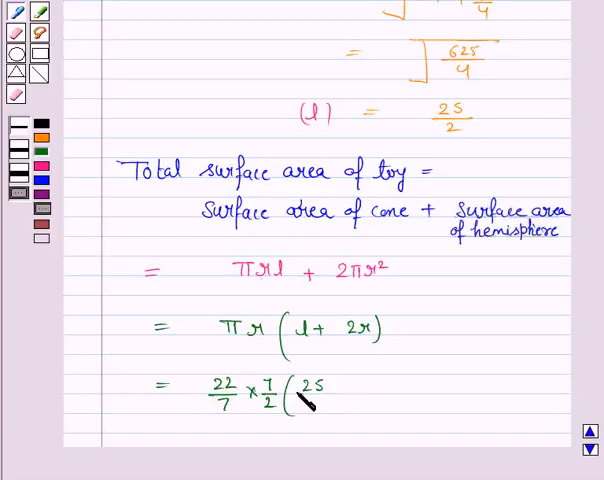 4
= √(625/4)
(l) = 25/2
Total surface area of toy =
surface area of cone + surface area of hemisphere
= πrl + 2πr²
= πr ( l + 2r)
= 22/7 × 7/2 ( 25